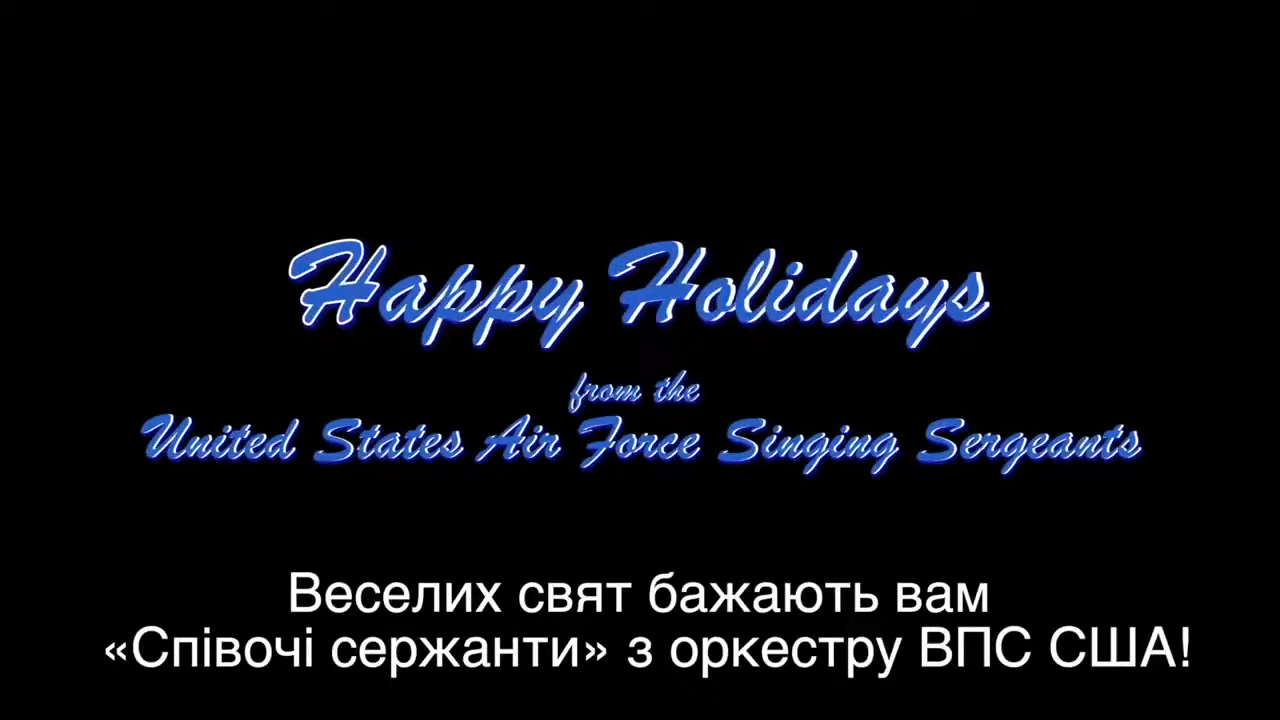 Happy Holidays
from the
United States Air Force Singing Sergeants
Веселих свят бажають вам
«Співочі сержанти» з оркестру ВПС США!